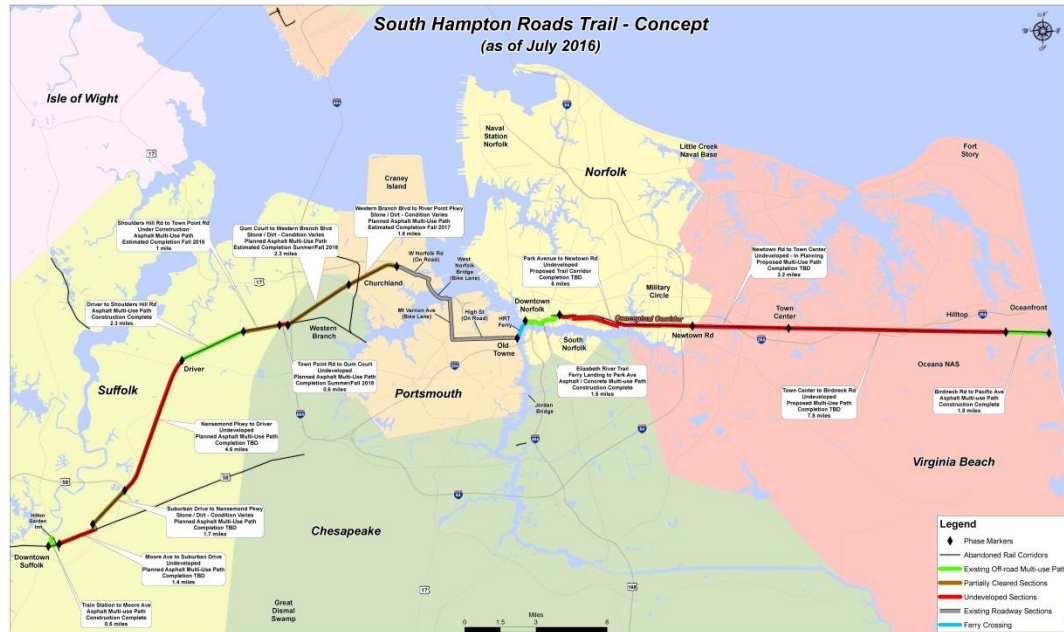 South Hampton Roads Trail - Concept
(as of July 2016)
Isle of Wight
17
Naval
Station
Norfolk
64
Little Creek
Naval Base
Fort
Story
Norfolk
Craney
Island
Shoulders Hill Rd to Town Point Rd
Under Construction
Asphalt Multi-Use Path
Estimated Completion Fall 2016
1 mile
Gum Court to Western Branch Blvd
Stone / Dirt - Condition Varies
Planned Asphalt Multi-Use Path
Estimated Completion Summer/Fall 2018
2.3 miles
Western Branch Blvd to River Point Pkwy
Stone / Dirt - Condition Varies
Planned Asphalt Multi-Use Path
Estimated Completion Fall 2017
1.8 miles
W Norfolk Rd
(On Road)
West
Norfolk
Bridge
(Bike Lane)
Park Avenue to Newtown Rd
Undeveloped
Proposed Trail Corridor
Completion TBD
6 miles
Newtown Rd to Town Center
Undeveloped - In Planning
Proposed Multi-Use Path
Completion TBD
3.2 miles
Driver to Shoulders Hill Rd
Asphalt Multi-Use Path
Construction Complete
2.3 miles
Churchland
Mt Vernon Ave
(Bike Lane)
High St
(On Road)
HRT
Ferry
Downtown
Norfolk
Military
Circle
Conceptual Corridor
Town
Center
Hilltop
Oceanfront
Western
Branch
Old
Towne
South
Norfolk
Newtown Rd
264
Driver
Suffolk
Portsmouth
Town Point Rd to Gum Court
Undeveloped
Planned Asphalt Multi-Use Path
Completion Summer/Fall 2018
0.6 miles
Elizabeth River Trail
Ferry Landing to Park Ave
Asphalt / Concrete Multi-use Path
Construction Complete
1.5 miles
Oceana NAS
Town Center to Birdneck Rd
Undeveloped
Proposed Multi-Use Path
Completion TBD
7.8 miles
Birdneck Rd to Pacific Ave
Asphalt Multi-use Path
Construction Complete
1.8 miles
Jordan
Bridge
Nansemond Pkwy to Driver
Undeveloped
Planned Asphalt Multi-Use Path
Completion TBD
4.6 miles
58
58
464
64
64
Virginia Beach
Hilton
Garden
Inn
Suburban Drive to Nansemond Pkwy
Stone / Dirt - Condition Varies
Planned Asphalt Multi-Use Path
Completion TBD
1.7 miles
Chesapeake
Downtown
Suffolk
Moore Ave to Suburban Drive
Undeveloped
Planned Asphalt Multi-Use Path
Completion TBD
1.4 miles
Train Station to Moore Ave
Asphalt Multi-use Path
Construction Complete
Great
Dismal
Swamp
17
168
Miles
0 1.5 3 6
Legend
Phase Markers
Abandoned Rail Corridors
Existing Off-road Multi-use Path
Partially Cleared Sections
Undeveloped Sections
Existing Roadway Sections
Ferry Crossing